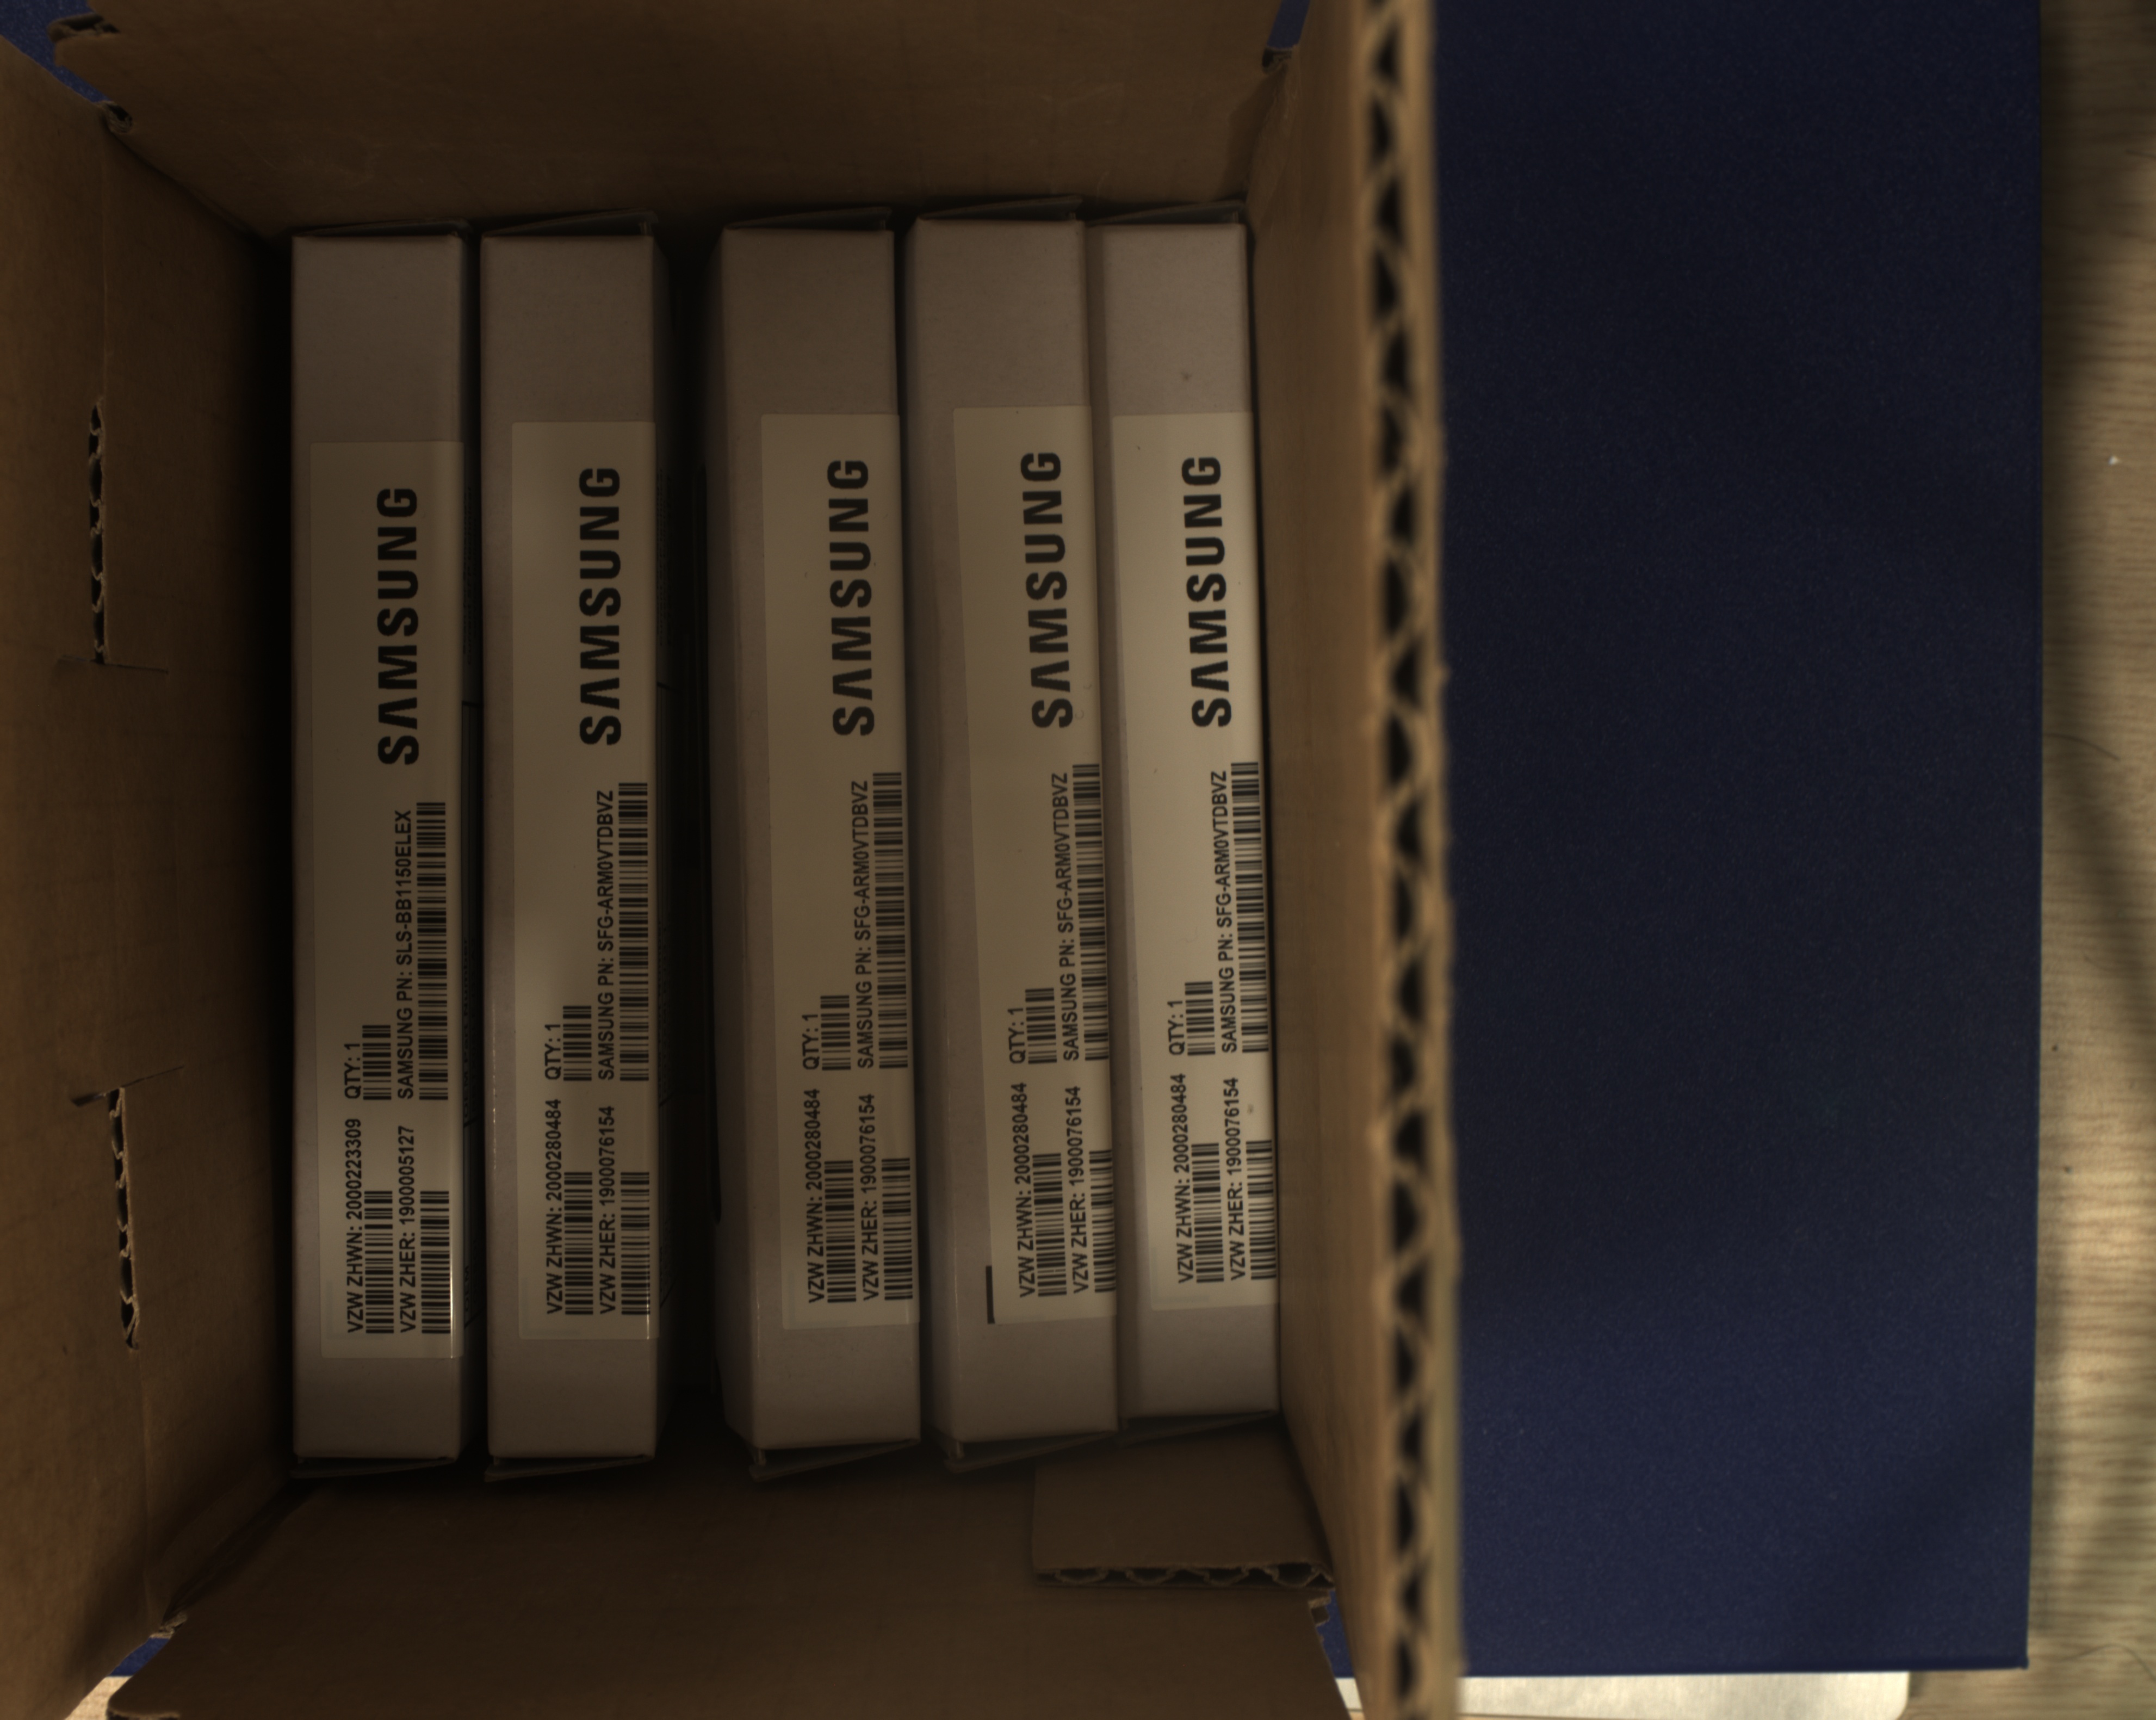 SAMSUNG
QTY: 1
SAMSUNG PN: SLS-BB1150ELEX
VZW ZHWN: 2000223309
VZW ZHER: 1900005127
SAMSUNG
QTY: 1
SAMSUNG PN: SFG-ARM0VTDBVZ
VZW ZHWN: 2000280484
VZW ZHER: 1900076154
SAMSUNG
QTY: 1
SAMSUNG PN: SFG-ARM0VTDBVZ
VZW ZHWN: 2000280484
VZW ZHER: 1900076154
SAMSUNG
QTY: 1
SAMSUNG PN: SFG-ARM0VTDBVZ
VZW ZHWN: 2000280484
VZW ZHER: 1900076154
SAMSUNG
QTY: 1
SAMSUNG PN: SFG-ARM0VTDBVZ
VZW ZHWN: 2000280484
VZW ZHER: 1900076154